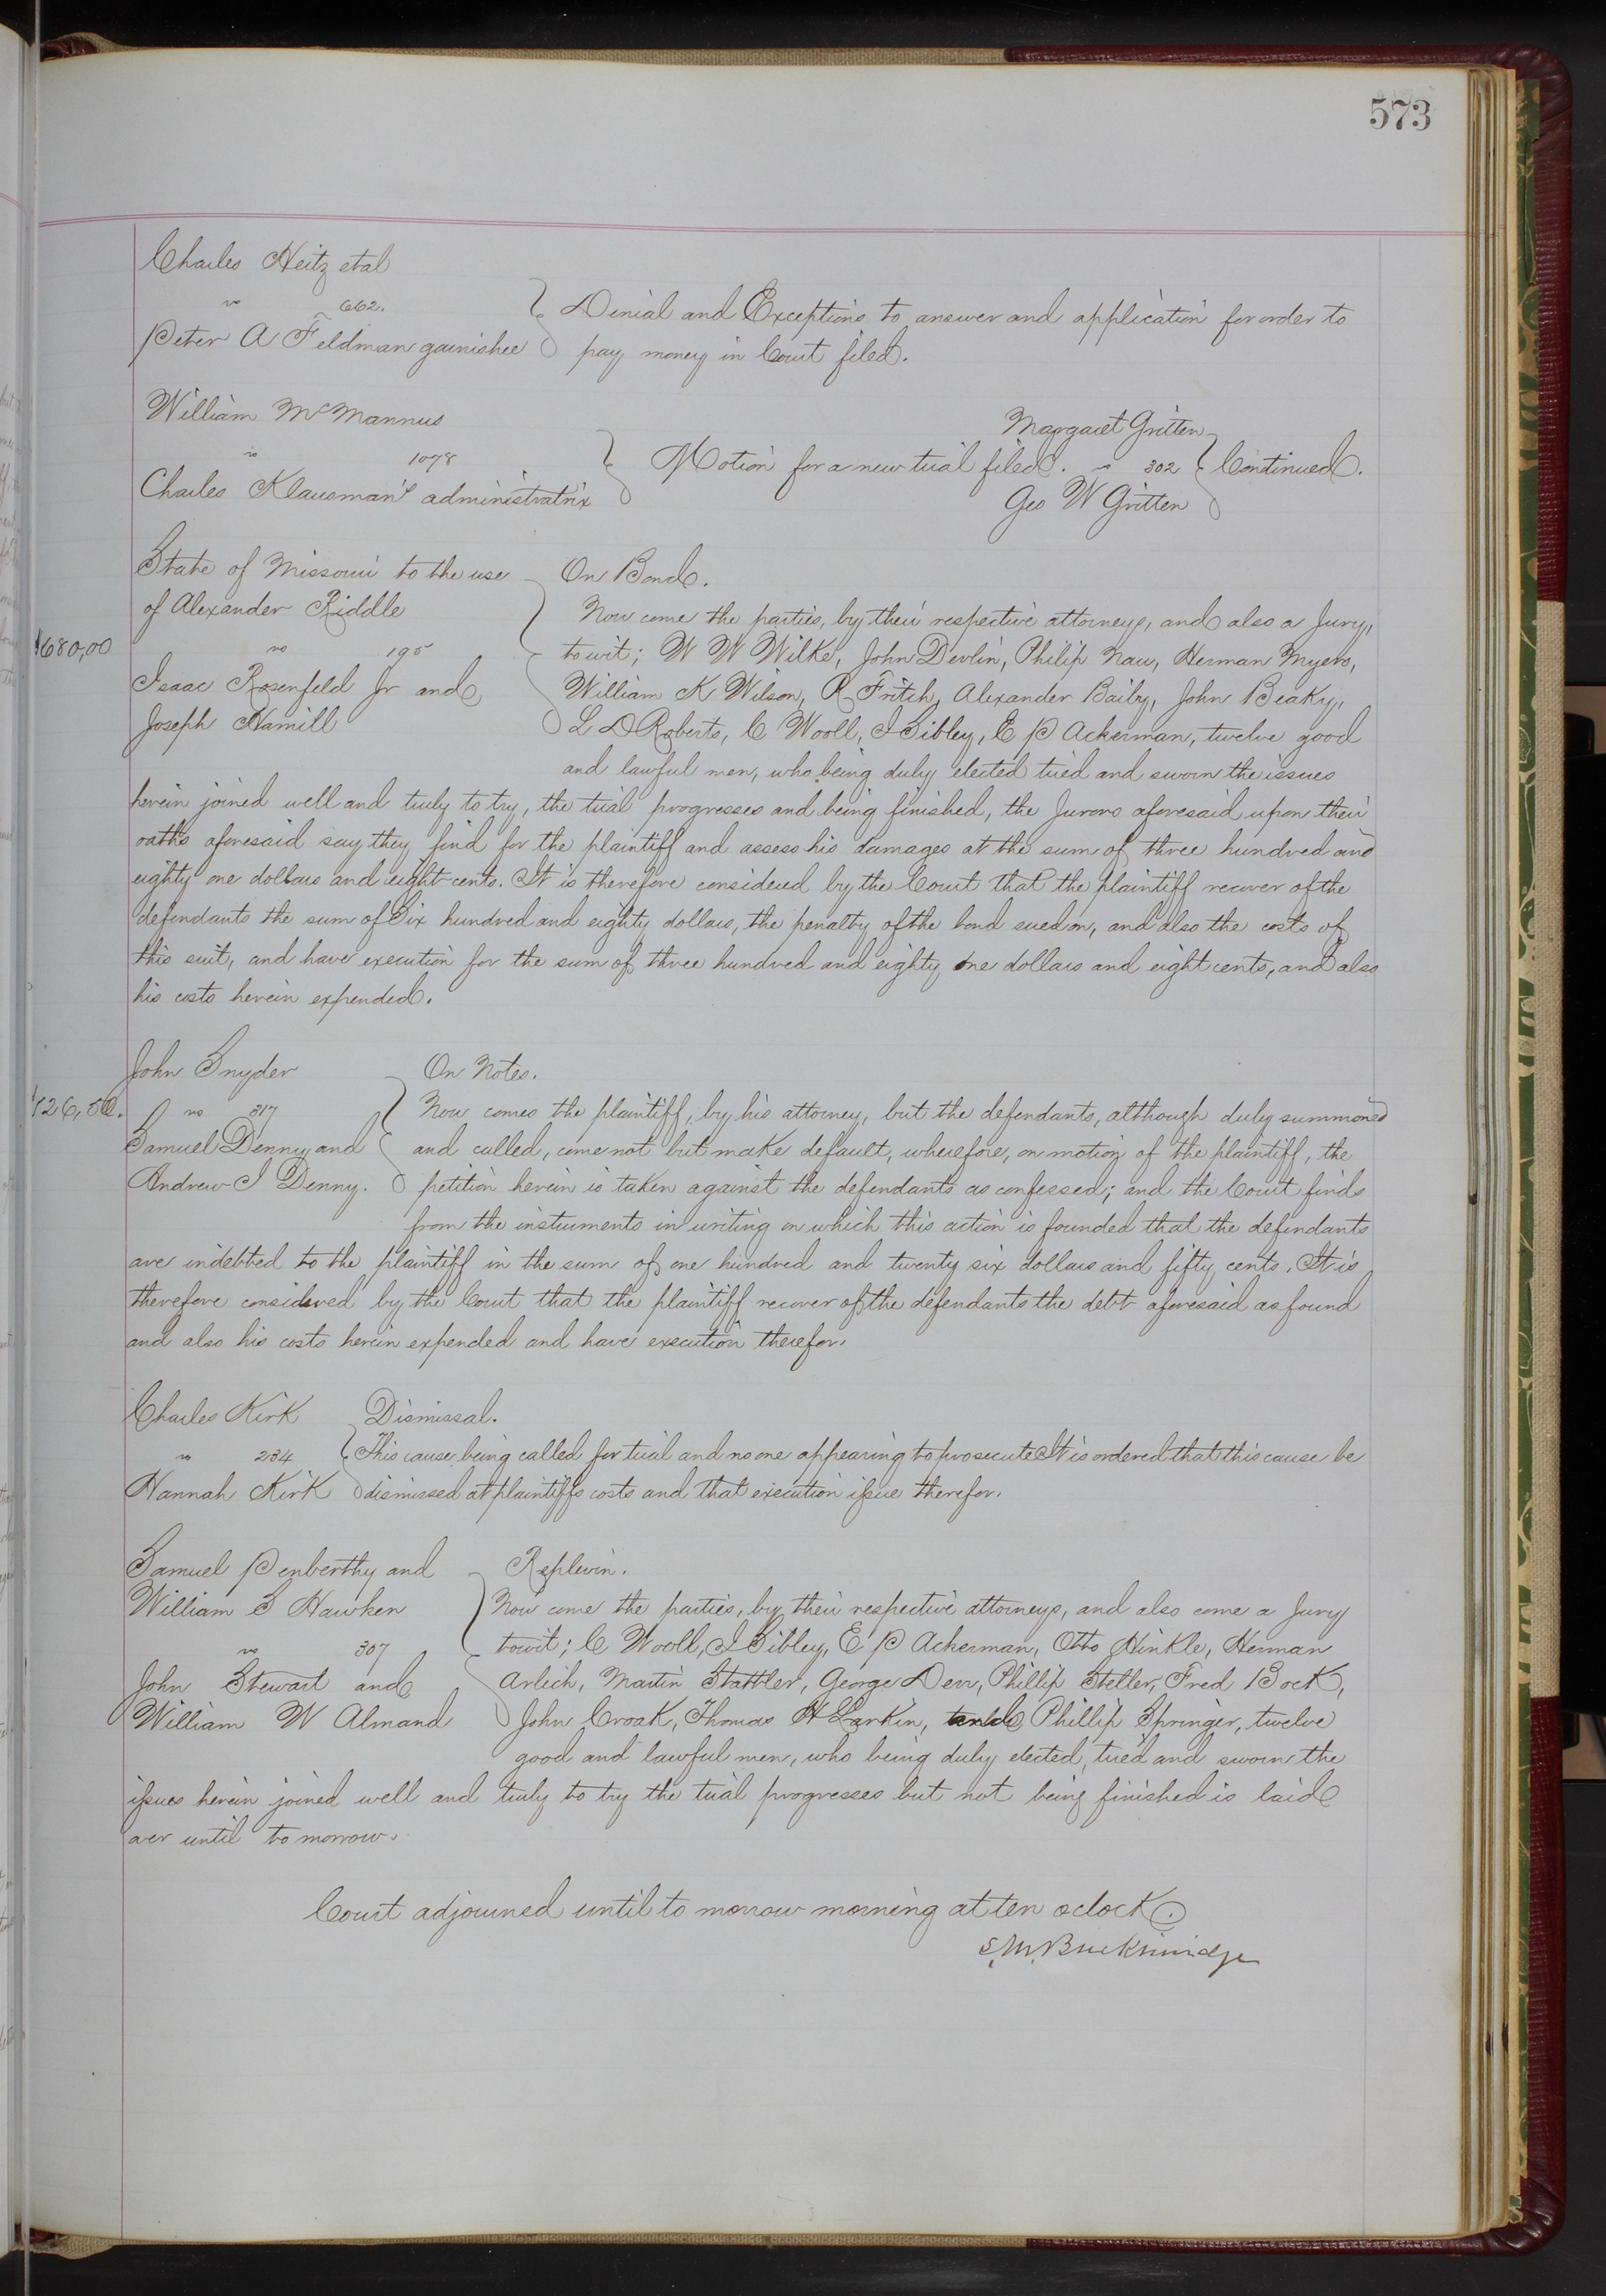 573
Charles Heitz et al
vs 662.
Peter A Feldman garnishee
Denial and Exceptions to answer and application for order to
pay money in Court filed.
William McMannus
vs 1078
Charles Klausman's administratrix
Motion for a new trial filed.
Margaret Gritten
vs 302
Geo W Gritten
Continued.
State of Missouri to the use
of Alexander Riddle
$680,00
vs 195
Isaac Rosenfeld Jr and
Joseph Hamill
On Bond.
Now come the parties, by their respective attorneys, and also a Jury,
to wit; W W Wilke, John Devlin, Philip Nau, Herman Myers,
William K Wilson, R Fritch, Alexander Baily, John Beaky,
L D Roberts, C Wooll, I Sibley, E P Ackerman, twelve good
and lawful men, who being duly elected tried and sworn the issues
herein joined well and truly to try, the trial progresses and being finished, the Jurors aforesaid upon their
oaths aforesaid say they find for the plaintiff and assess his damages at the sum of three hundred and
eighty one dollars and eight cents. It is therefore considered by the Court that the plaintiff recover of the
defendants the sum of Six hundred and eighty dollars, the penalty of the bond sued on, and also the costs of
this suit, and have execution for the sum of three hundred and eighty one dollars and eight cents, and also
his costs herein expended.
John Snyder
126,50.
vs 317
Samuel Denny and
Andrew I Denny.
On Notes.
Now comes the plaintiff, by his attorney, but the defendants, although duly summoned
and called, come not but make default, wherefore, on motion of the plaintiff, the
petition herein is taken against the defendants as confessed; and the Court finds
from the instruments in writing on which this action is founded that the defendants
are indebted to the plaintiff in the sum of one hundred and twenty six dollars and fifty cents. It is
therefore considered by the Court that the plaintiff recover of the defendants the debt aforesaid as found
and also his costs herein expended and have execution therefor.
Charles Kirk
vs 234
Hannah Kirk
Dismissal.
This cause being called for trial and no one appearing to prosecute It is ordered that this cause be
dismissed at plaintiffs costs and that execution issue therefor.
Samuel Penberthy and
William S Hawken
vs 307
John Stewart and
William W Almand
Replevin.
Now come the parties, by their respective attorneys, and also come a Jury
to wit; C Wooll, I Sibley, E P Ackerman, Otto Hinkle, Herman
Arlich, Martin Stattler, George Derr, Phillip Steller, Fred Bock,
John Croak, Thomas H Larkin, and Phillip Springer, twelve
good and lawful men, who being duly elected, tried and sworn the
issues herein joined well and truly to try the trial progresses but not being finished is laid
over until to morrow.
Court adjourned until to morrow morning at ten oclock.
S. M. Breckinridge